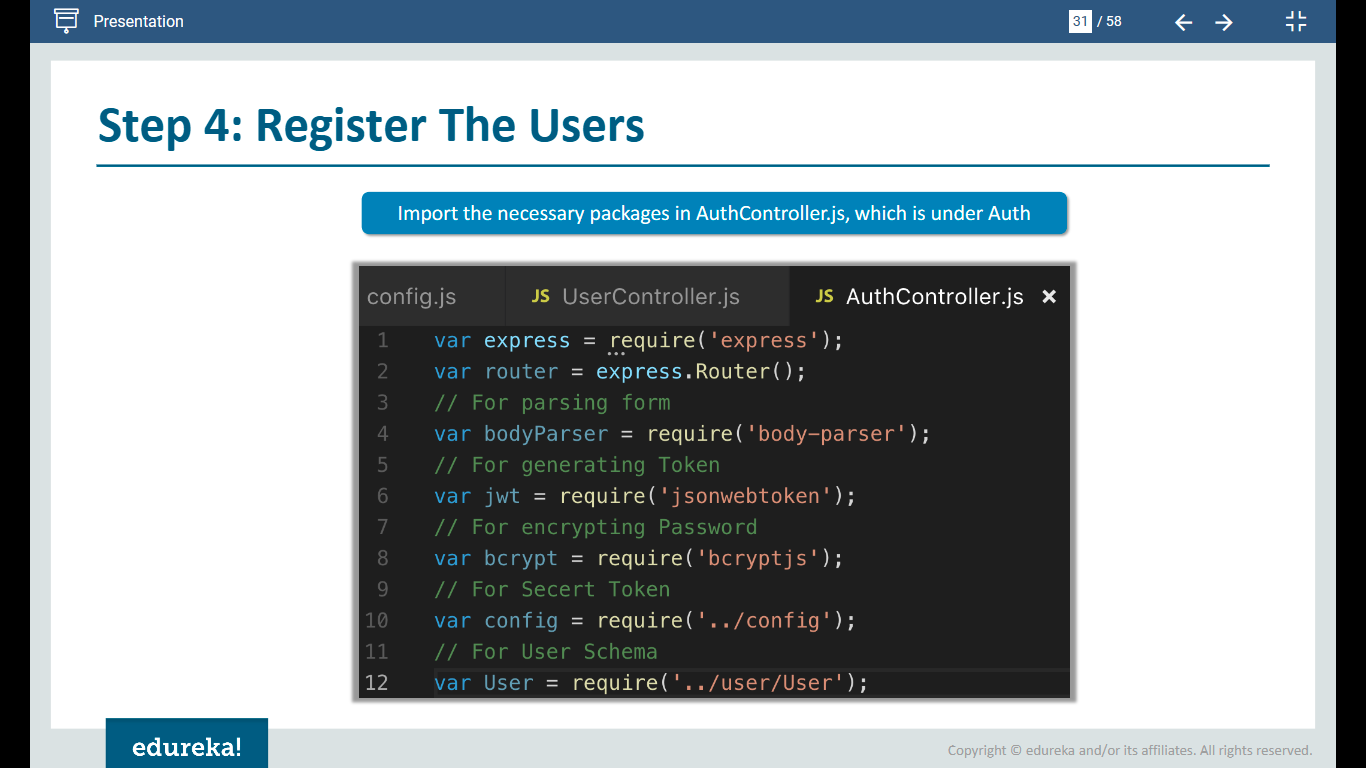 Presentation
31 / 58
Step 4: Register The Users
Import the necessary packages in AuthController.js, which is under Auth
config.js JS UserController.js JS AuthController.js ×
1 var express = require('express');
2 var router = express.Router();
3 // For parsing form
4 var bodyParser = require('body-parser');
5 // For generating Token
6 var jwt = require('jsonwebtoken');
7 // For encrypting Password
8 var bcrypt = require('bcryptjs');
9 // For Secert Token
10 var config = require('../config');
11 // For User Schema
12 var User = require('../user/User');
edureka!
Copyright © edureka and/or its affiliates. All rights reserved.